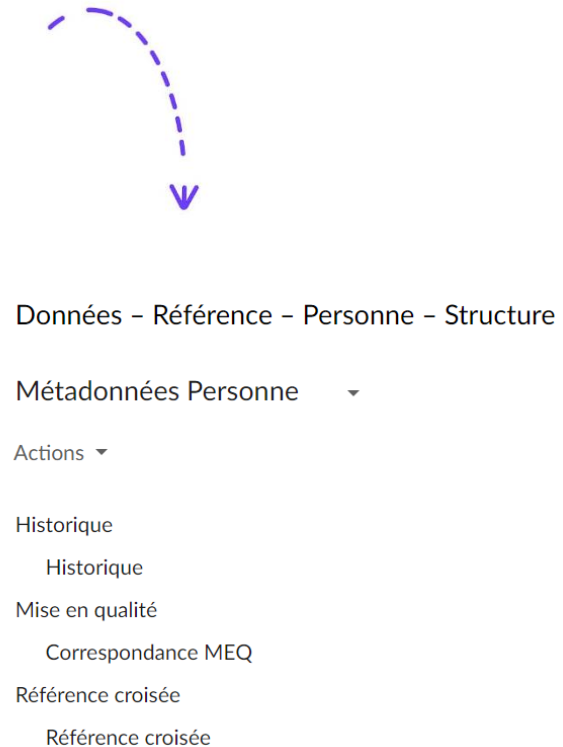 Données – Référence – Personne – Structure
Métadonnées Personne
Actions
Historique
Historique
Mise en qualité
Correspondance MEQ
Référence croisée
Référence croisée